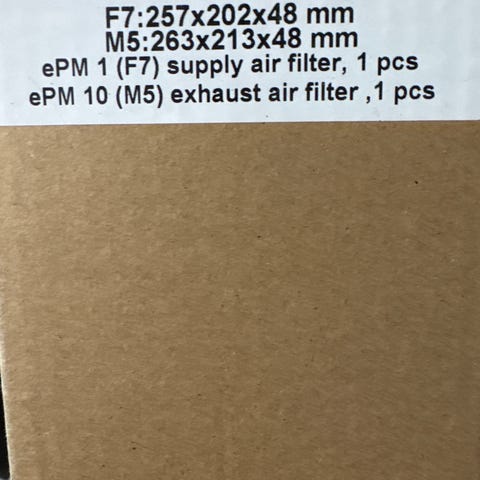 F7:257x202x48 mm
M5:263x213x48 mm
ePM 1 (F7) supply air filter, 1 pcs
ePM 10 (M5) exhaust air filter ,1 pcs